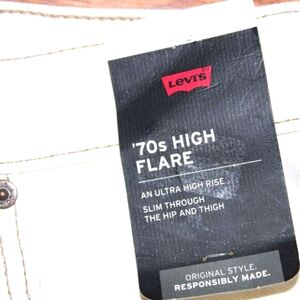 Levi's
'70s HIGH
FLARE
AN ULTRA HIGH RISE
SLIM THROUGH
THE HIP AND THIGH
ORIGINAL STYLE.
RESPONSIBLY MADE.